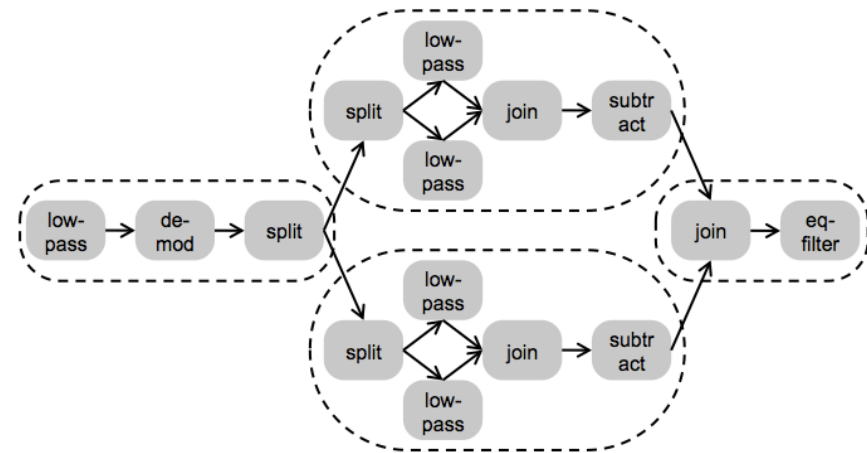 low-
pass
split
join
subtr
act
low-
pass
low-
pass
de-
mod
split
join
eq-
filter
low-
pass
split
join
subtr
act
low-
pass